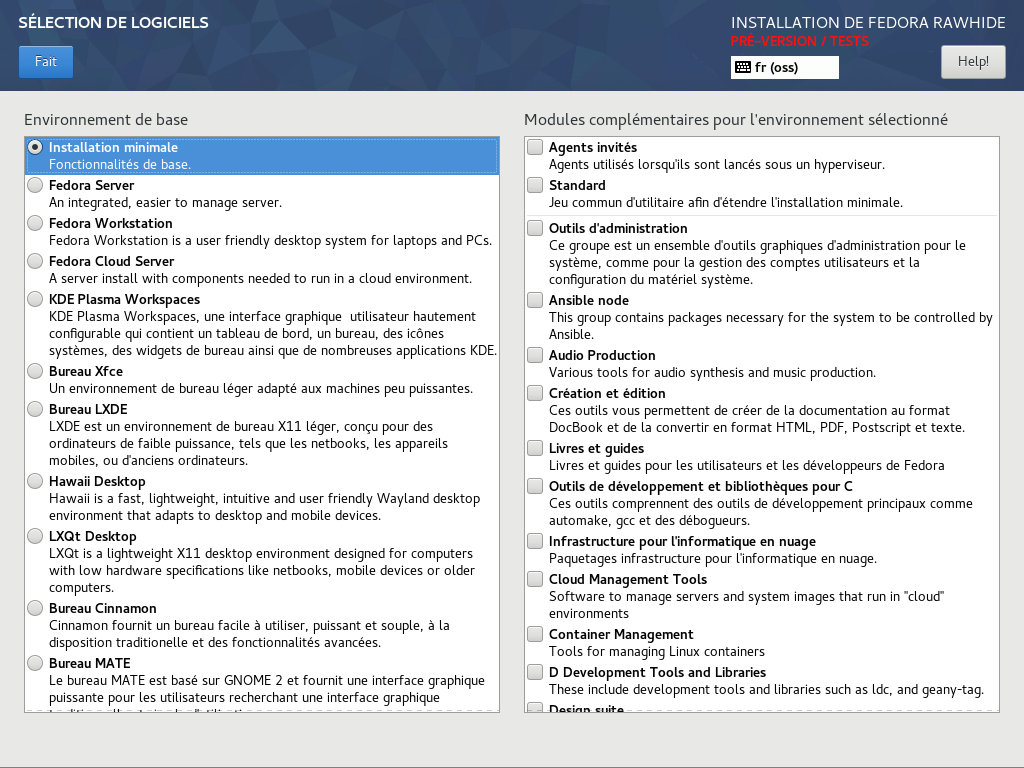 SÉLECTION DE LOGICIELS
Fait
INSTALLATION DE FEDORA RAWHIDE
PRÉ-VERSION / TESTS
fr (oss)
Help!
Environnement de base
Installation minimale
Fonctionnalités de base.
Fedora Server
An integrated, easier to manage server.
Fedora Workstation
Fedora Workstation is a user friendly desktop system for laptops and PCs.
Fedora Cloud Server
A server install with components needed to run in a cloud environment.
KDE Plasma Workspaces
KDE Plasma Workspaces, une interface graphique  utilisateur hautement
configurable qui contient un tableau de bord, un bureau, des icônes
systèmes, des widgets de bureau ainsi que de nombreuses applications KDE.
Bureau Xfce
Un environnement de bureau léger adapté aux machines peu puissantes.
Bureau LXDE
LXDE est un environnement de bureau X11 léger, conçu pour des
ordinateurs de faible puissance, tels que les netbooks, les appareils
mobiles, ou d'anciens ordinateurs.
Hawaii Desktop
Hawaii is a fast, lightweight, intuitive and user friendly Wayland desktop
environment that adapts to desktop and mobile devices.
LXQt Desktop
LXQt is a lightweight X11 desktop environment designed for computers
with low hardware specifications like netbooks, mobile devices or older
computers.
Bureau Cinnamon
Cinnamon fournit un bureau facile à utiliser, puissant et souple, à la
disposition traditionelle et des fonctionnalités avancées.
Bureau MATE
Le bureau MATE est basé sur GNOME 2 et fournit une interface graphique
puissante pour les utilisateurs recherchant une interface graphique
Modules complémentaires pour l'environnement sélectionné
Agents invités
Agents utilisés lorsqu'ils sont lancés sous un hyperviseur.
Standard
Jeu commun d'utilitaire afin d'étendre l'installation minimale.
Outils d'administration
Ce groupe est un ensemble d'outils graphiques d'administration pour le
système, comme pour la gestion des comptes utilisateurs et la
configuration du matériel système.
Ansible node
This group contains packages necessary for the system to be controlled by
Ansible.
Audio Production
Various tools for audio synthesis and music production.
Création et édition
Ces outils vous permettent de créer de la documentation au format
DocBook et de la convertir en format HTML, PDF, Postscript et texte.
Livres et guides
Livres et guides pour les utilisateurs et les développeurs de Fedora
Outils de développement et bibliothèques pour C
Ces outils comprennent des outils de développement principaux comme
automake, gcc et des débogueurs.
Infrastructure pour l'informatique en nuage
Paquetages infrastructure pour l'informatique en nuage.
Cloud Management Tools
Software to manage servers and system images that run in "cloud"
environments
Container Management
Tools for managing Linux containers
D Development Tools and Libraries
These include development tools and libraries such as ldc, and geany-tag.
Design suite